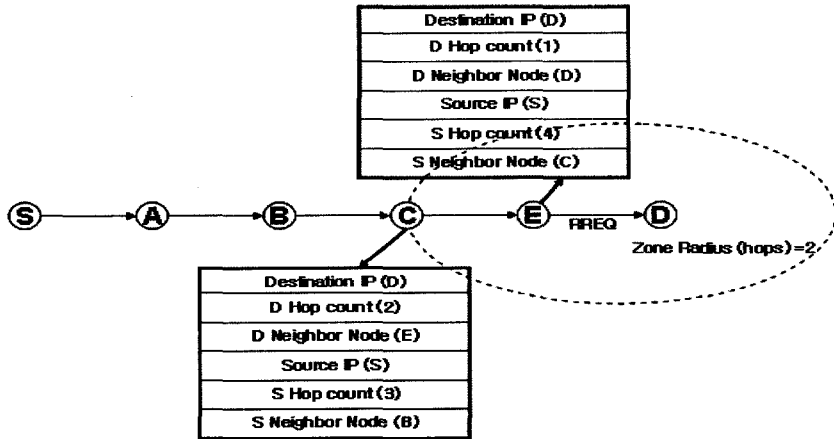 Destination IP (D)
D Hop count (1)
D Neighbor Node (D)
Source IP (S)
S Hop count (4)
S Neighbor Node (C)
S A B C E D
RREQ
Zone Radius (hops) =2
Destination IP (D)
D Hop count (2)
D Neighbor Node (E)
Source IP (S)
S Hop count (3)
S Neighbor Node (B)